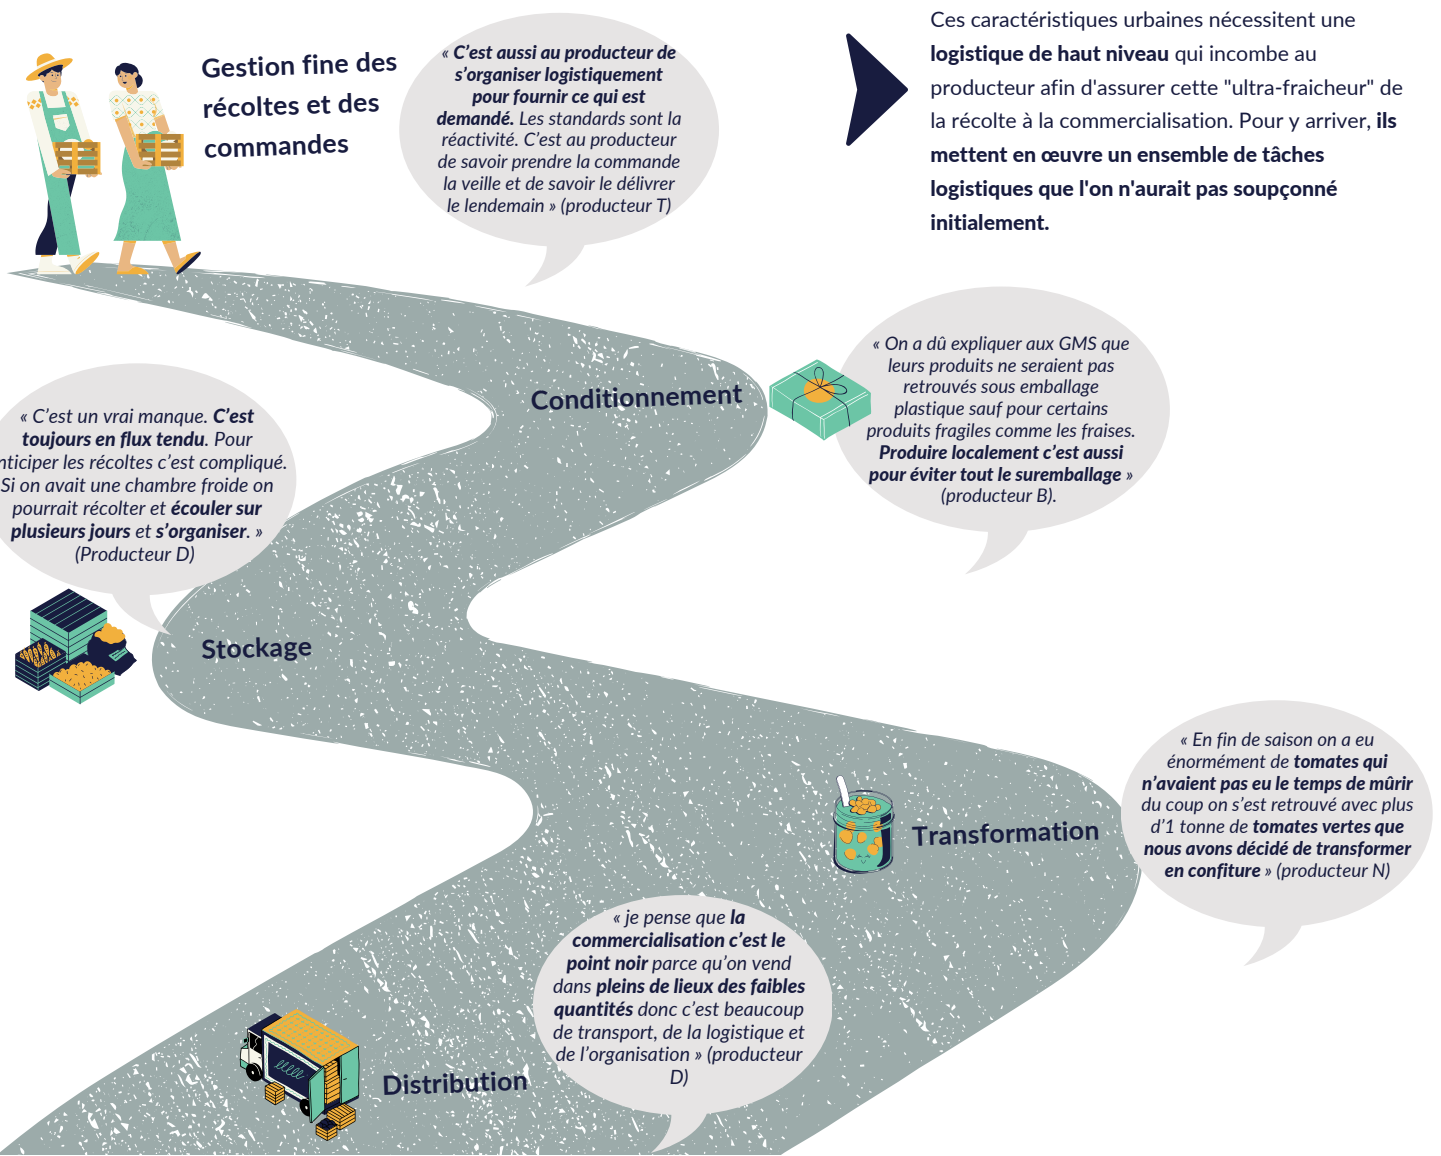 Gestion fine des
récoltes et des
commandes
« C'est aussi au producteur de
s'organiser logistiquement
pour fournir ce qui est
demandé. Les standards sont la
réactivité. C'est au producteur
de savoir prendre la commande
la veille et de savoir le délivrer
le lendemain » (producteur T)
Ces caractéristiques urbaines nécessitent une
logistique de haut niveau qui incombe au
producteur afin d'assurer cette "ultra-fraicheur" de
la récolte à la commercialisation. Pour y arriver, ils
mettent en œuvre un ensemble de tâches
logistiques que l'on n'aurait pas soupçonné
initialement.
Conditionnement
« On a dû expliquer aux GMS que
leurs produits ne seraient pas
retrouvés sous emballage
plastique sauf pour certains
produits fragiles comme les fraises.
Produire localement c'est aussi
pour éviter tout le suremballage »
(producteur B).
« C'est un vrai manque. C'est
toujours en flux tendu. Pour
nticiper les récoltes c'est compliqué.
Si on avait une chambre froide on
pourrait récolter et écouler sur
plusieurs jours et s'organiser. »
(Producteur D)
Stockage
Transformation
« En fin de saison on a eu
énormément de tomates qui
n'avaient pas eu le temps de mûrir
du coup on s'est retrouvé avec plus
d'1 tonne de tomates vertes que
nous avons décidé de transformer
en confiture » (producteur N)
« je pense que la
commercialisation c'est le
point noir parce qu'on vend
dans pleins de lieux des faibles
quantités donc c'est beaucoup
de transport, de la logistique et
de l'organisation » (producteur
D)
Distribution